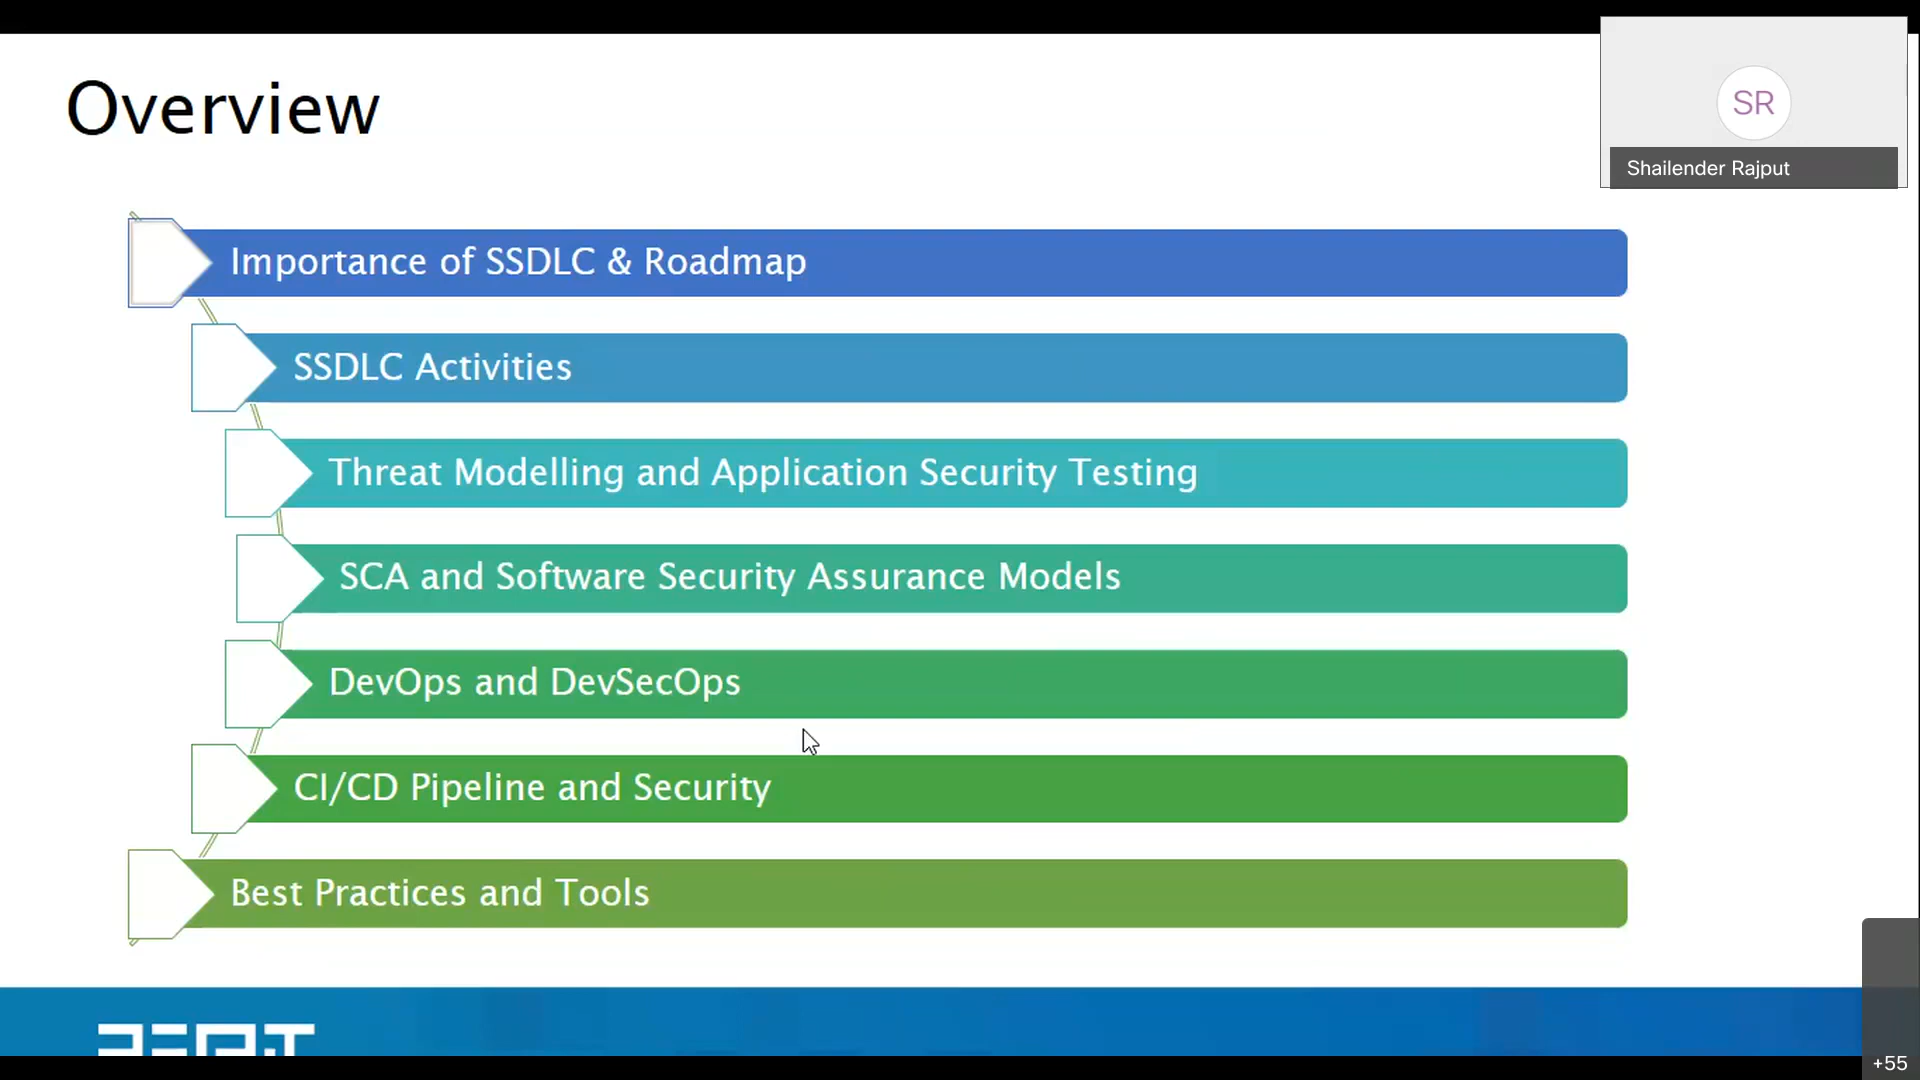 Overview
SR
Shailender Rajput
Importance of SSDLC & Roadmap
SSDLC Activities
Threat Modelling and Application Security Testing
SCA and Software Security Assurance Models
DevOps and DevSecOps
CI/CD Pipeline and Security
Best Practices and Tools
+55